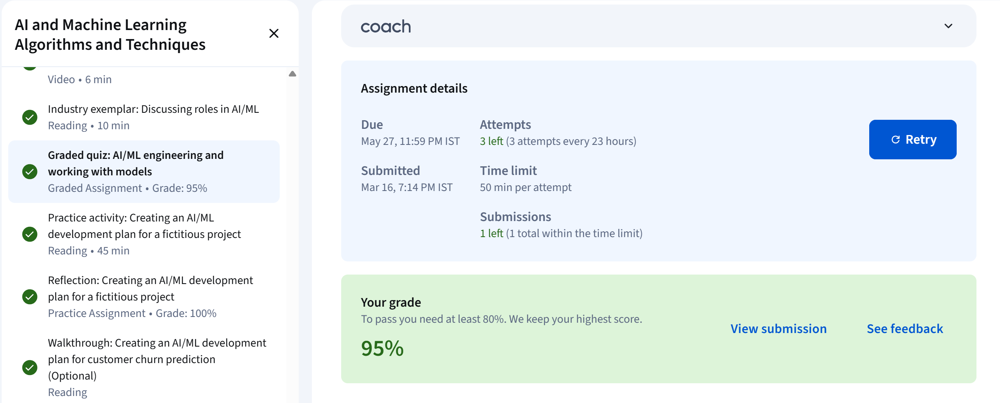 AI and Machine Learning
Algorithms and Techniques
Video • 6 min
Industry exemplar: Discussing roles in AI/ML
Reading • 10 min
Graded quiz: AI/ML engineering and
working with models
Graded Assignment • Grade: 95%
Practice activity: Creating an AI/ML
development plan for a fictitious project
Reading • 45 min
Reflection: Creating an AI/ML development
plan for a fictitious project
Practice Assignment • Grade: 100%
Walkthrough: Creating an AI/ML development
plan for customer churn prediction
(Optional)
Reading
coach
Assignment details
Due
May 27, 11:59 PM IST
Attempts
3 left (3 attempts every 23 hours)
Retry
Submitted
Mar 16, 7:14 PM IST
Time limit
50 min per attempt
Submissions
1 left (1 total within the time limit)
Your grade
To pass you need at least 80%. We keep your highest score.
95%
View submission
See feedback